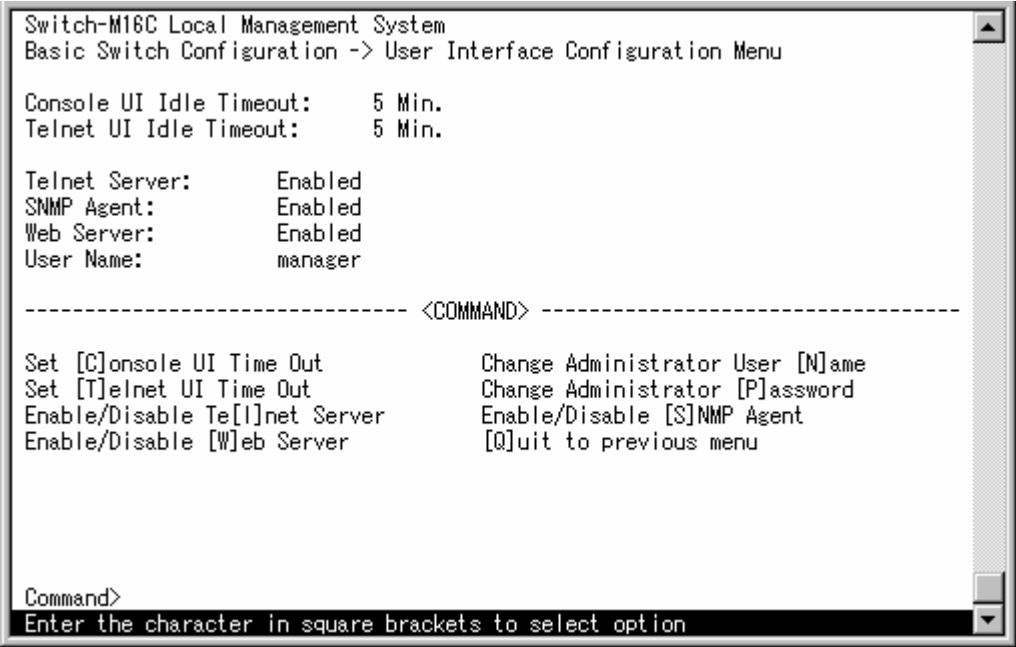 Switch-M16C Local Management System
Basic Switch Configuration -> User Interface Configuration Menu
Console UI Idle Timeout: 5 Min.
Telnet UI Idle Timeout: 5 Min.
Telnet Server: Enabled
SNMP Agent: Enabled
Web Server: Enabled
User Name: manager
-------------------------------- <COMMAND> -----------------------------------
Set [C]onsole UI Time Out Change Administrator User [N]ame
Set [T]elnet UI Time Out Change Administrator [P]assword
Enable/Disable Te[l]net Server Enable/Disable [S]NMP Agent
Enable/Disable [W]eb Server [Q]uit to previous menu
Command>
Enter the character in square brackets to select option